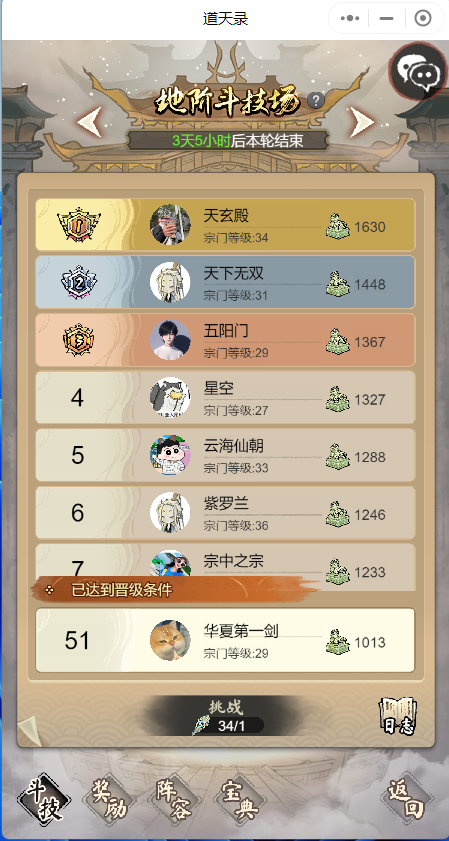 道天录
地阶斗技场 ?
3天5小时后本轮结束
1 天玄殿 1630
宗门等级:34
2 天下无双 1448
宗门等级:31
3 五阳门 1367
宗门等级:29
4 星空 1327
宗门等级:27
5 云海仙朝 1288
宗门等级:33
6 紫罗兰 1246
宗门等级:36
7 宗中之宗 1233
已达到晋级条件
51 华夏第一剑 1013
宗门等级:29
挑战
34/1
日志
斗技 奖励 阵容 宝典 返回